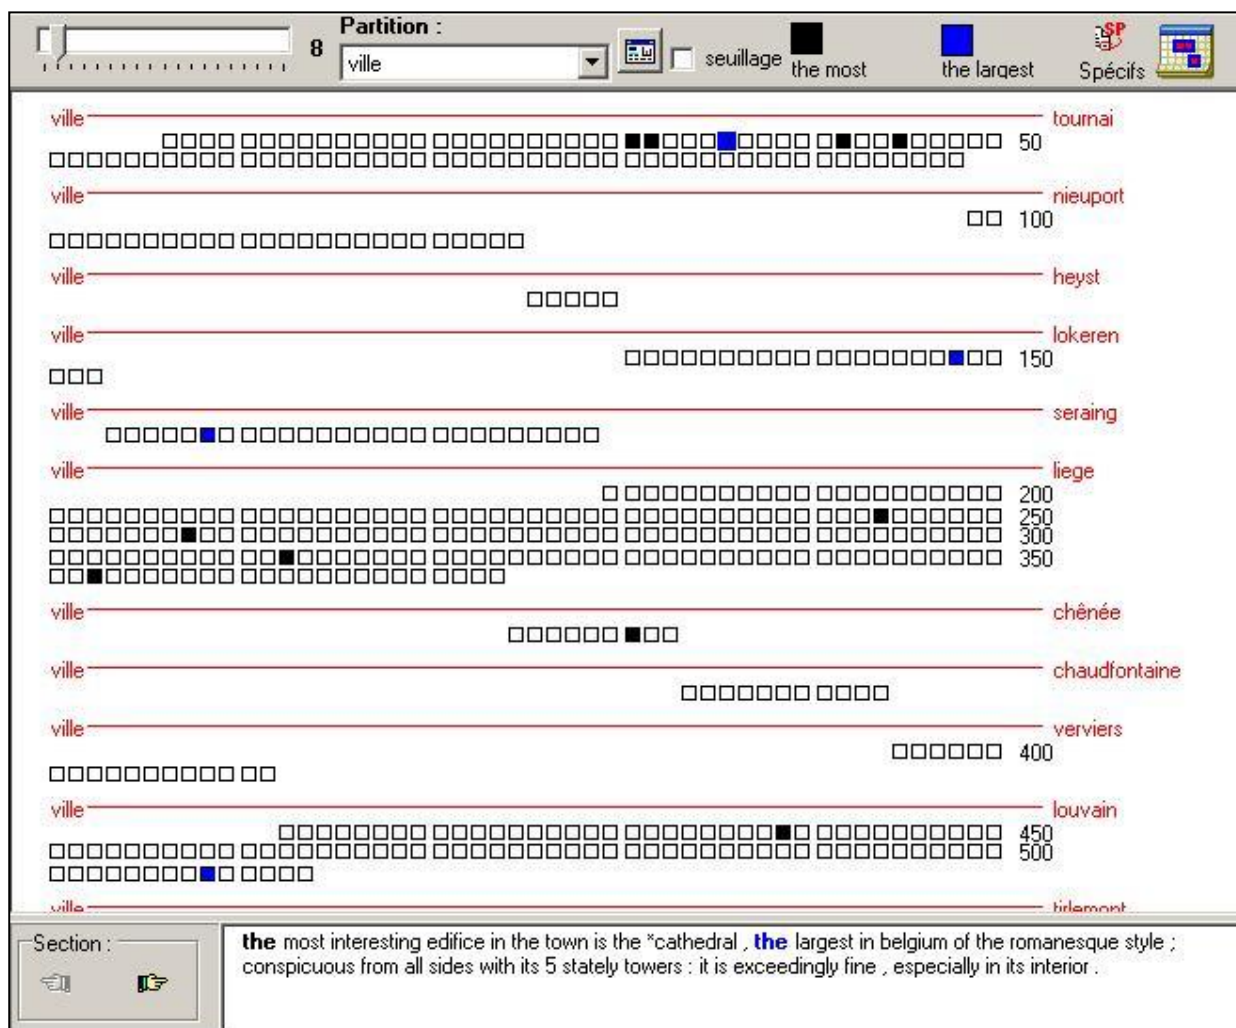 8
Partition :
ville
seuillage
the most
the largest
SP
Spécifs
ville tournai
50
ville nieuport
100
ville heyst
ville lokeren
150
ville seraing
ville liege
200
250
300
350
ville chênée
ville chaudfontaine
ville verviers
400
ville louvain
450
500
ville tirlemont
Section :
the most interesting edifice in the town is the *cathedral , the largest in belgium of the romanesque style ;
conspicuous from all sides with its 5 stately towers : it is exceedingly fine , especially in its interior .